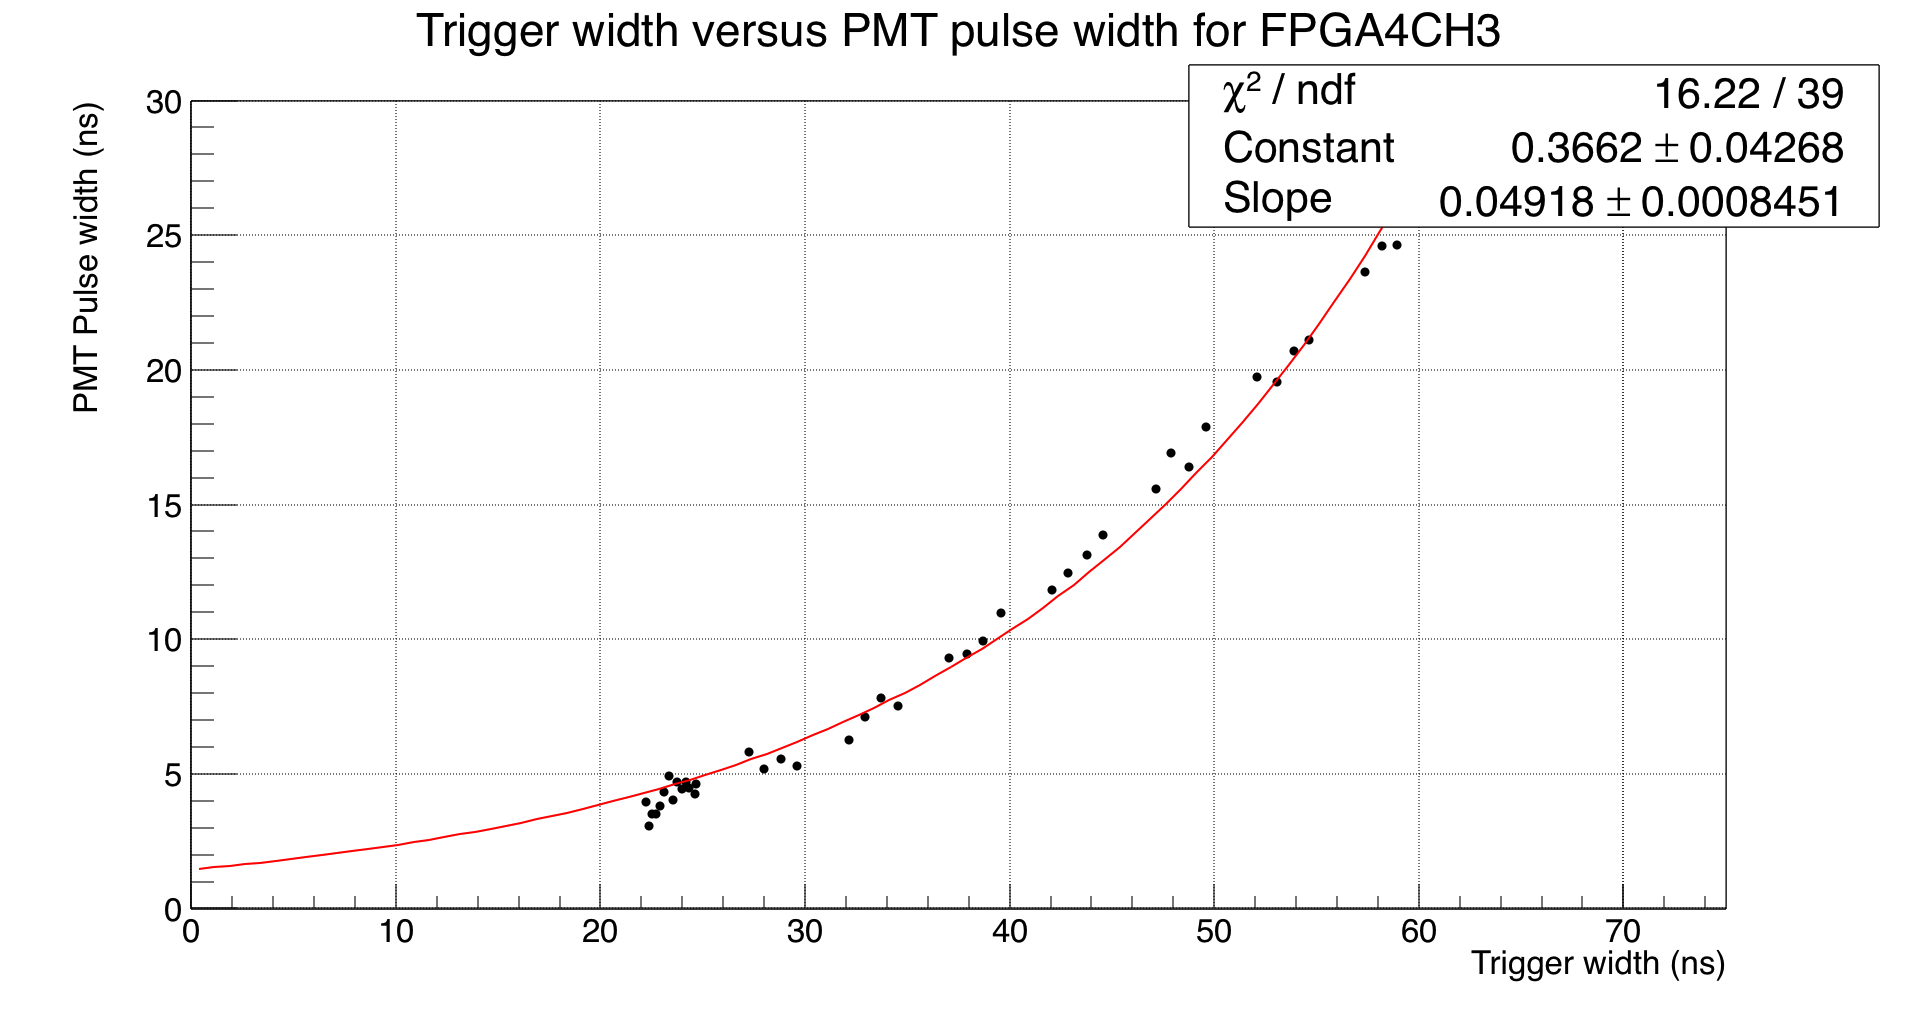 Trigger width versus PMT pulse width for FPGA4CH3
χ² / ndf 16.22 / 39
Constant 0.3662 ± 0.04268
Slope 0.04918 ± 0.0008451
PMT Pulse width (ns)
30
25
20
15
10
5
0
0 10 20 30 40 50 60 70
Trigger width (ns)